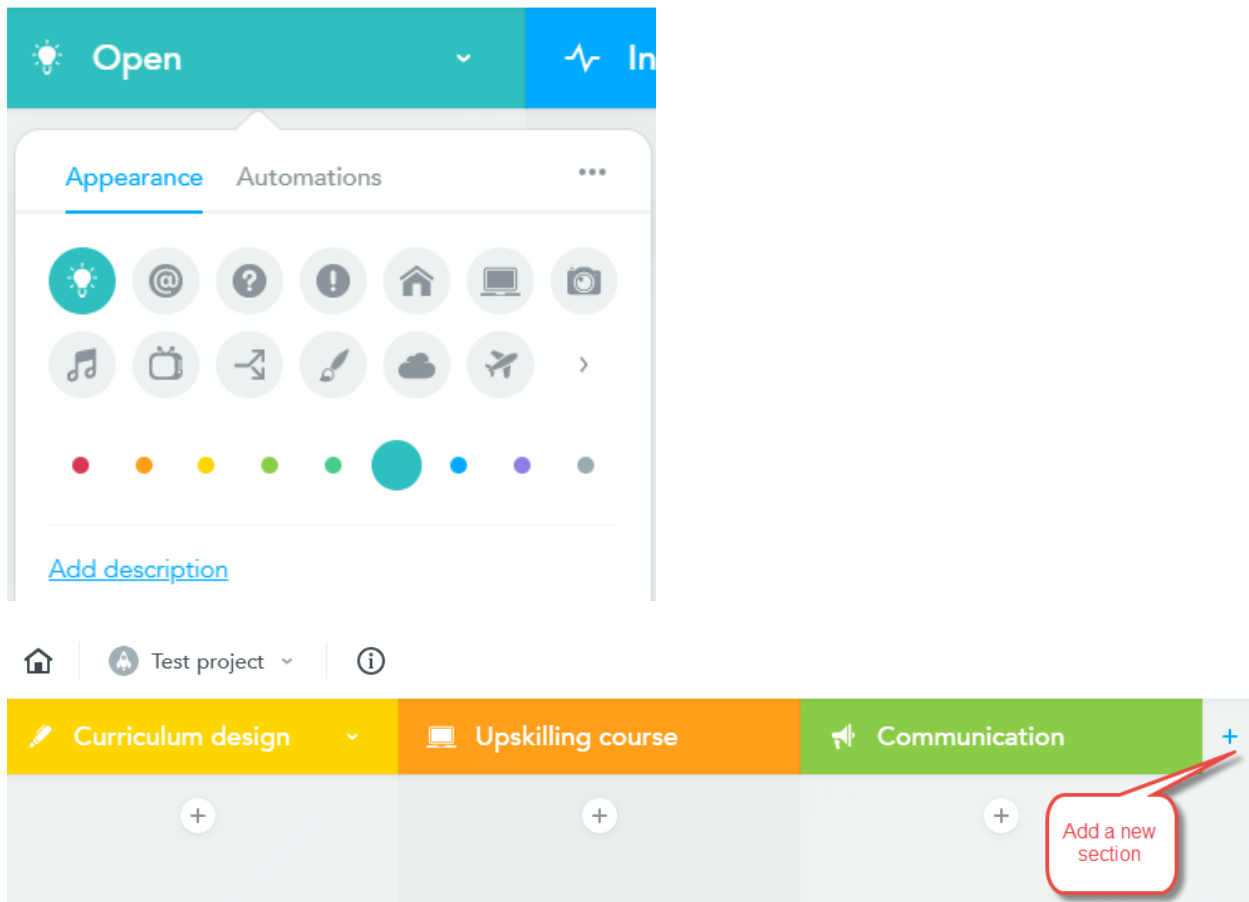 Open
In
Appearance Automations
Add description
Test project
Curriculum design
Upskilling course
Communication
Add a new
section